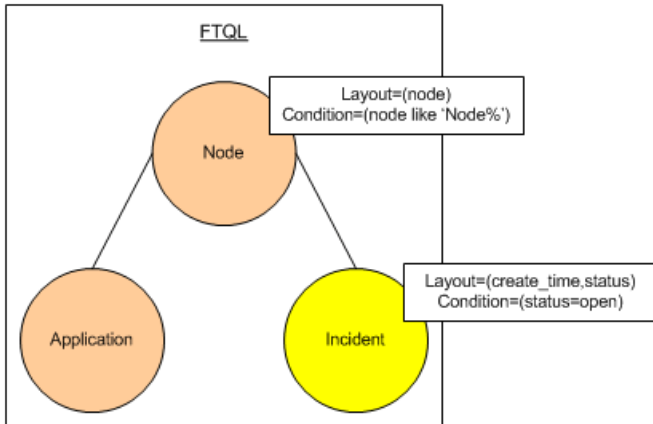 FTQL
Layout=(node)
Condition=(node like ‘Node%’)
Node
Layout=(create_time,status)
Condition=(status=open)
Application
Incident